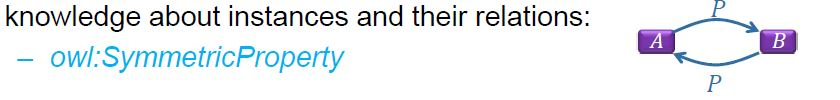 knowledge about instances and their relations:
– owl:SymmetricProperty
P
A B
P